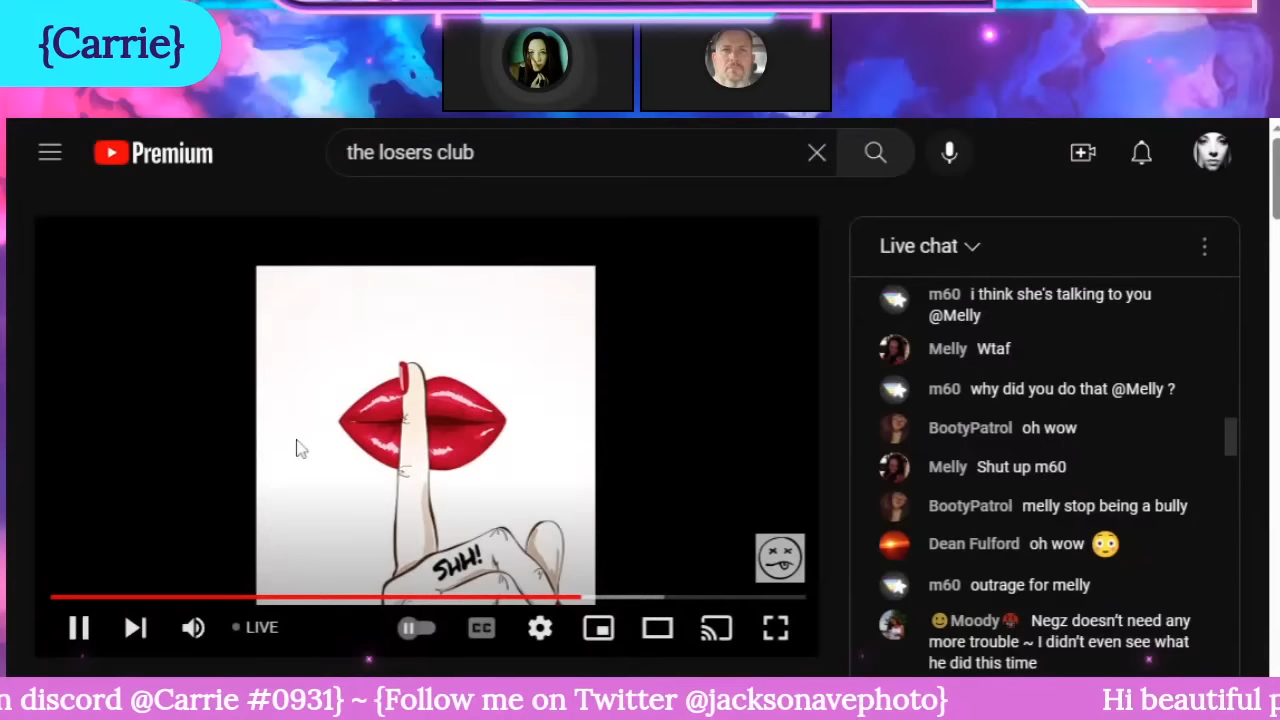 {Carrie}
Premium
the losers club
Live chat
m60 i think she's talking to you
@Melly
Melly Wtaf
m60 why did you do that @Melly ?
BootyPatrol oh wow
Melly Shut up m60
BootyPatrol melly stop being a bully
Dean Fulford oh wow 😳
m60 outrage for melly
Moody Negz doesn't need any
more trouble ~ I didn't even see what
he did this time
SHH!
LIVE
CC
n discord @Carrie #0931} ~ {Follow me on Twitter @jacksonavephoto}
Hi beautiful p